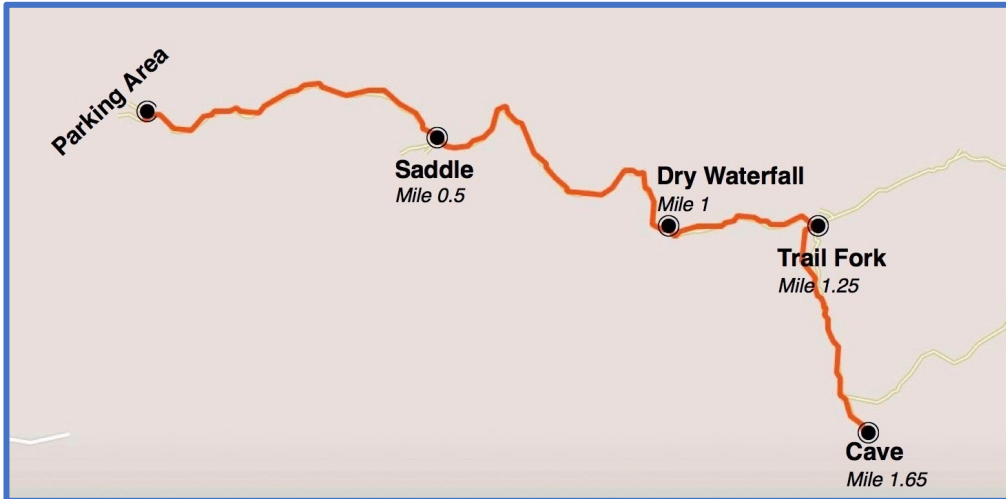 Parking Area
Saddle
Mile 0.5
Dry Waterfall
Mile 1
Trail Fork
Mile 1.25
Cave
Mile 1.65